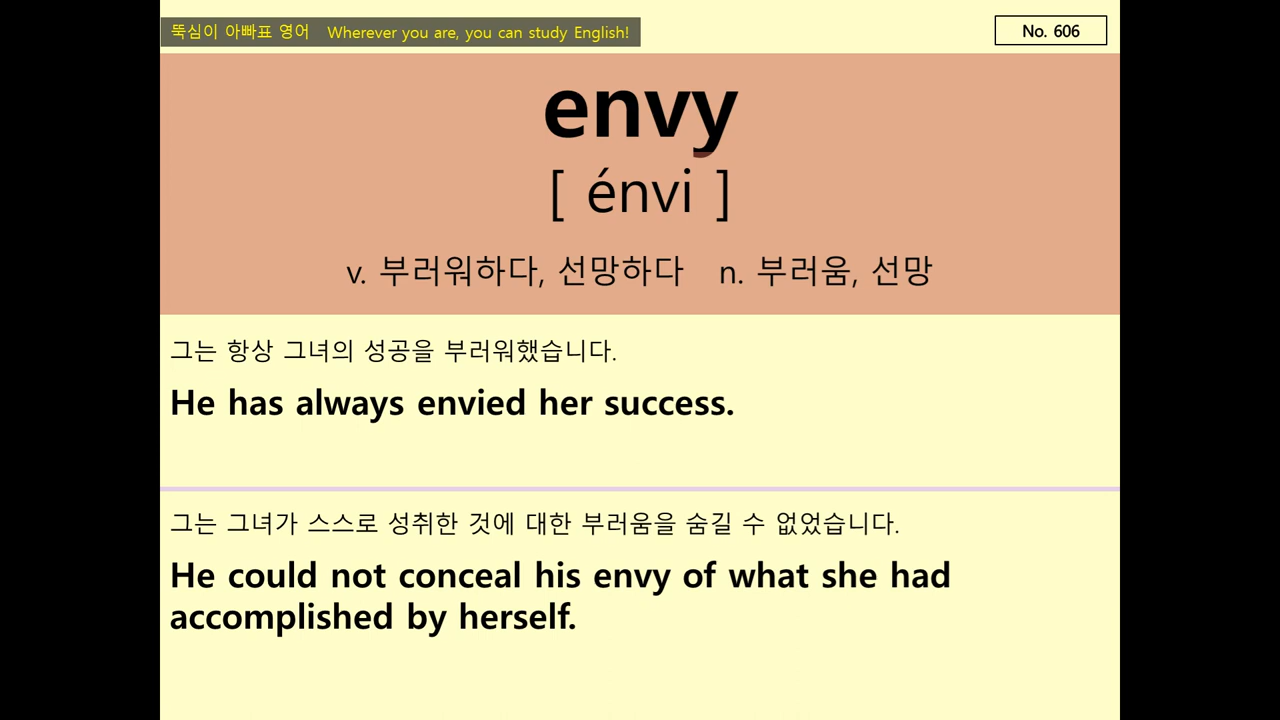 뚝심이 아빠표 영어 Wherever you are, you can study English!
No. 606
envy
[ énvi ]
v. 부러워하다, 선망하다 n. 부러움, 선망
그는 항상 그녀의 성공을 부러워했습니다.
He has always envied her success.
그는 그녀가 스스로 성취한 것에 대한 부러움을 숨길 수 없었습니다.
He could not conceal his envy of what she had
accomplished by herself.